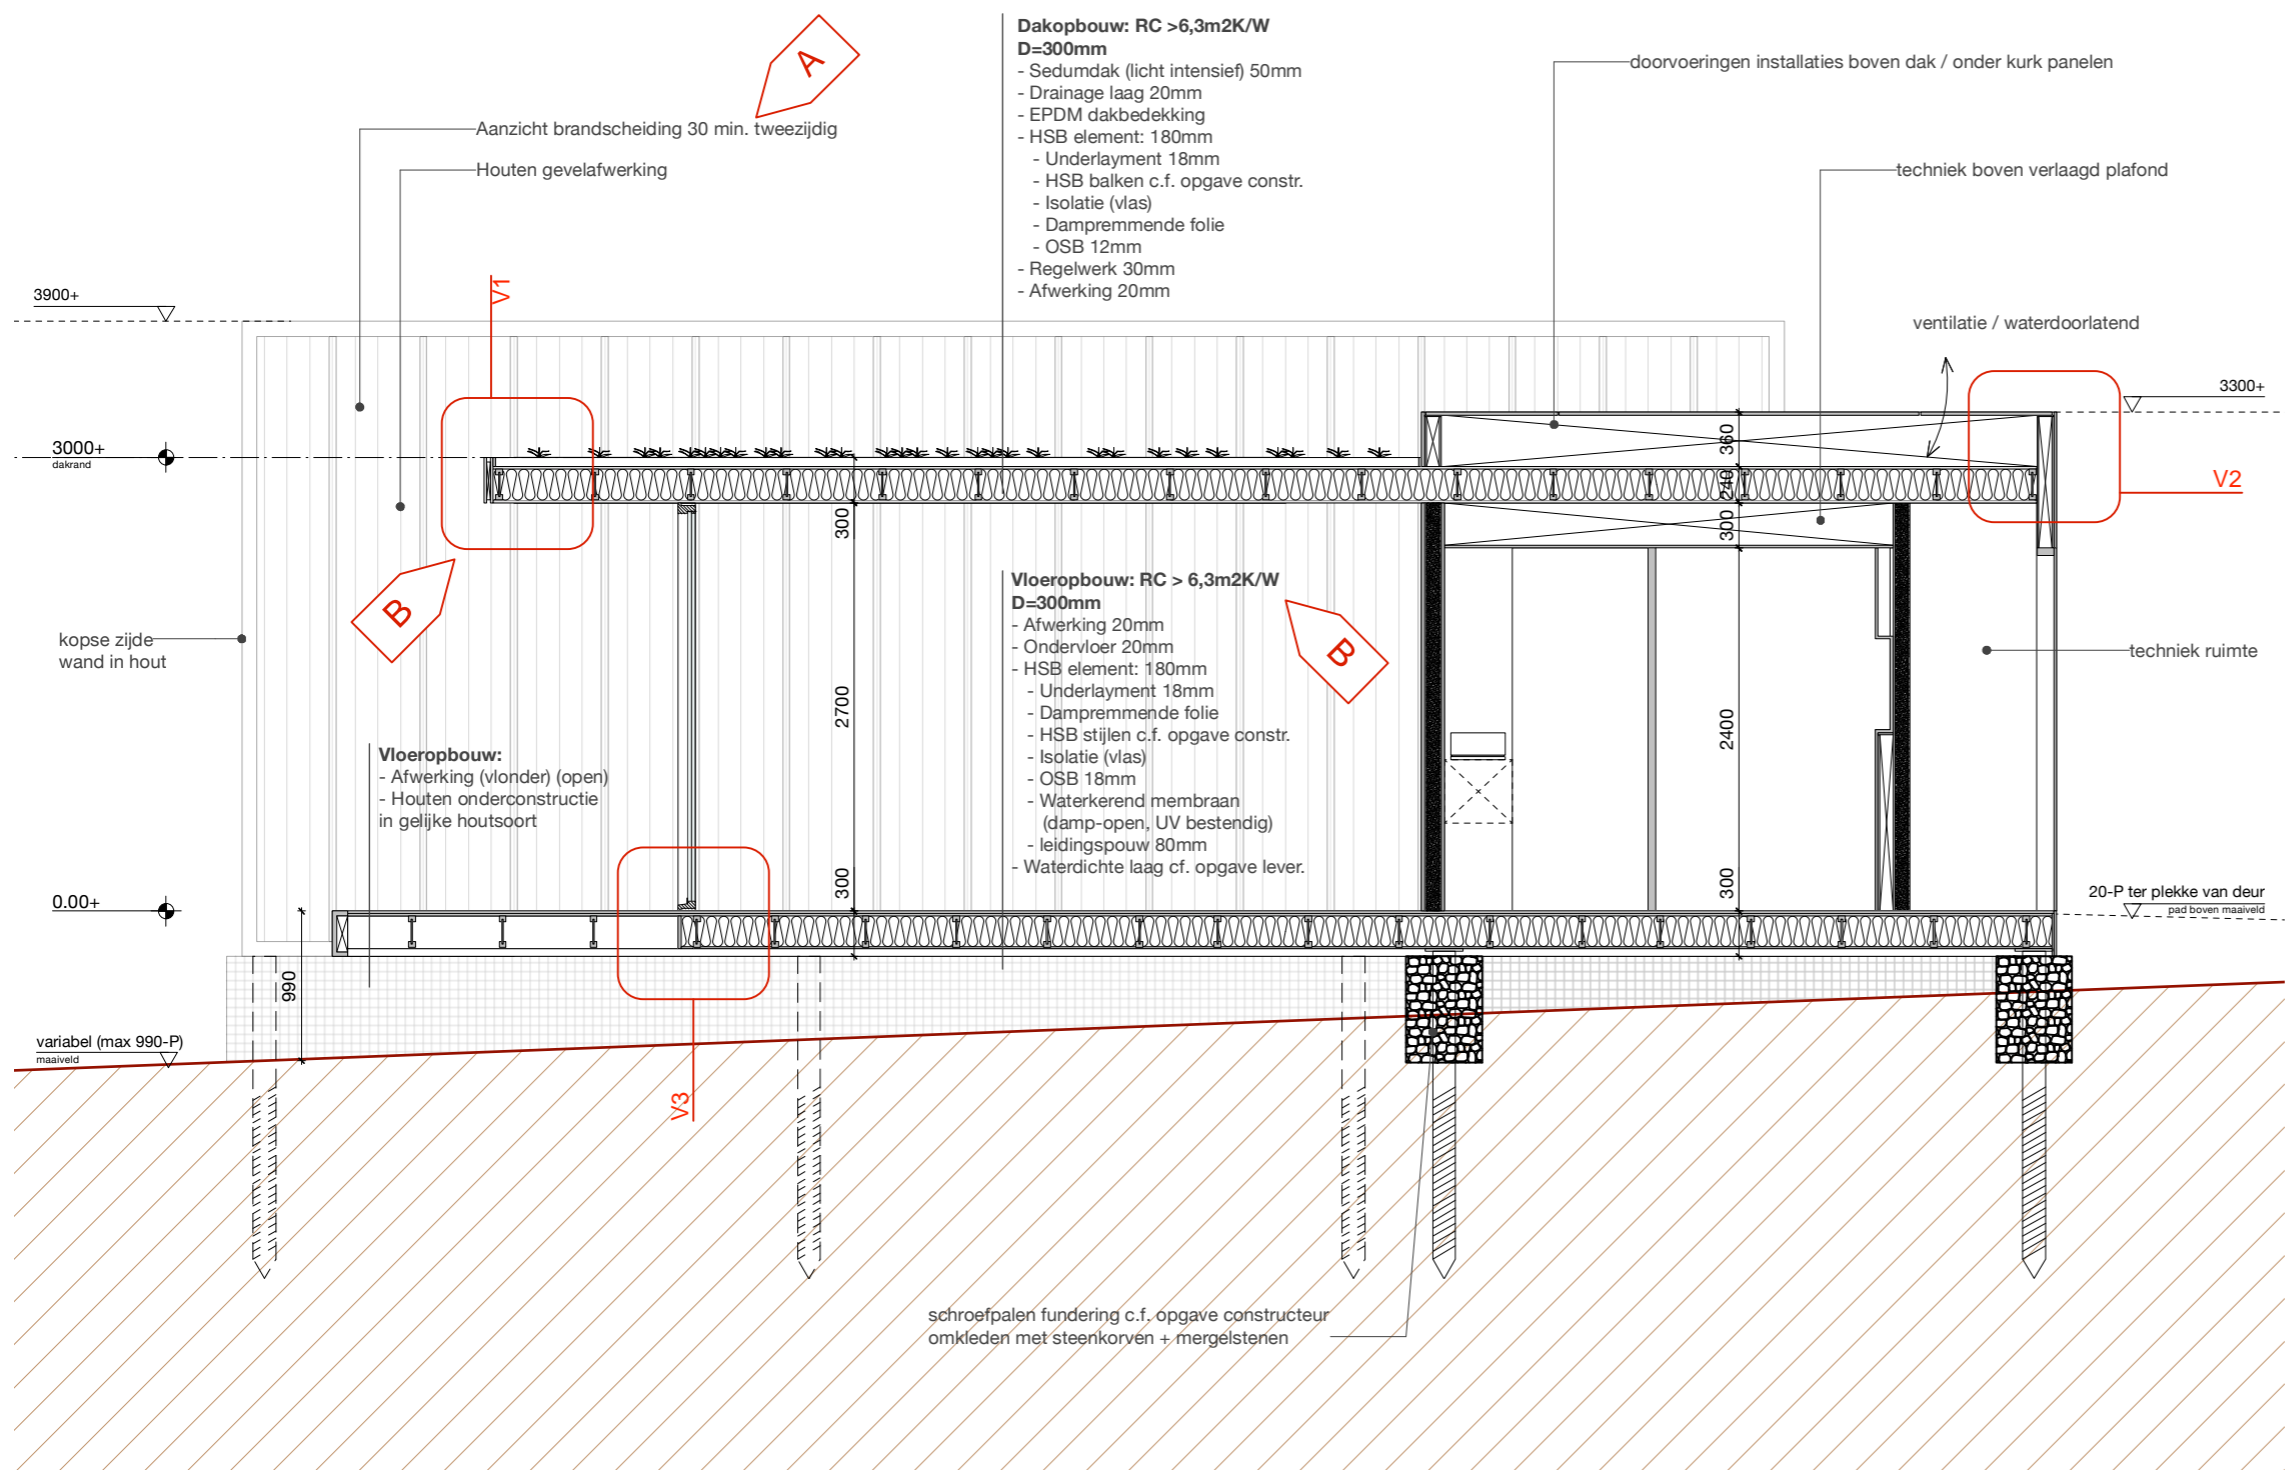 Dakopbouw: RC >6,3m2K/W
D=300mm
- Sedumdak (licht intensief) 50mm
- Drainage laag 20mm
- EPDM dakbedekking
- HSB element: 180mm
- Underlayment 18mm
- HSB balken c.f. opgave constr.
- Isolatie (vlas)
- Dampremmende folie
- OSB 12mm
- Regelwerk 30mm
- Afwerking 20mm
A
doorvoeringen installaties boven dak / onder kurk panelen
Aanzicht brandscheiding 30 min. tweezijdig
Houten gevelafwerking
techniek boven verlaagd plafond
V1
3900+
ventilatie / waterdoorlatend
3300+
3000+
dakrand
360
240
300
300
V2
B
B
Vloeropbouw: RC > 6,3m2K/W
D=300mm
- Afwerking 20mm
- Ondervloer 20mm
- HSB element: 180mm
- Underlayment 18mm
- Dampremmende folie
- HSB stijlen c.f. opgave constr.
- Isolatie (vlas)
- OSB 18mm
- Waterkerend membraan
(damp-open, UV bestendig)
- leidingspouw 80mm
- Waterdichte laag cf. opgave lever.
kopse zijde
wand in hout
techniek ruimte
2700
2400
Vloeropbouw:
- Afwerking (vlonder) (open)
- Houten onderconstructie
in gelijke houtsoort
300
300
0.00+
20-P ter plekke van deur
pad boven maaiveld
990
variabel (max 990-P)
maaiveld
V3
schroefpalen fundering c.f. opgave constructeur
omkleden met steenkorven + mergelstenen